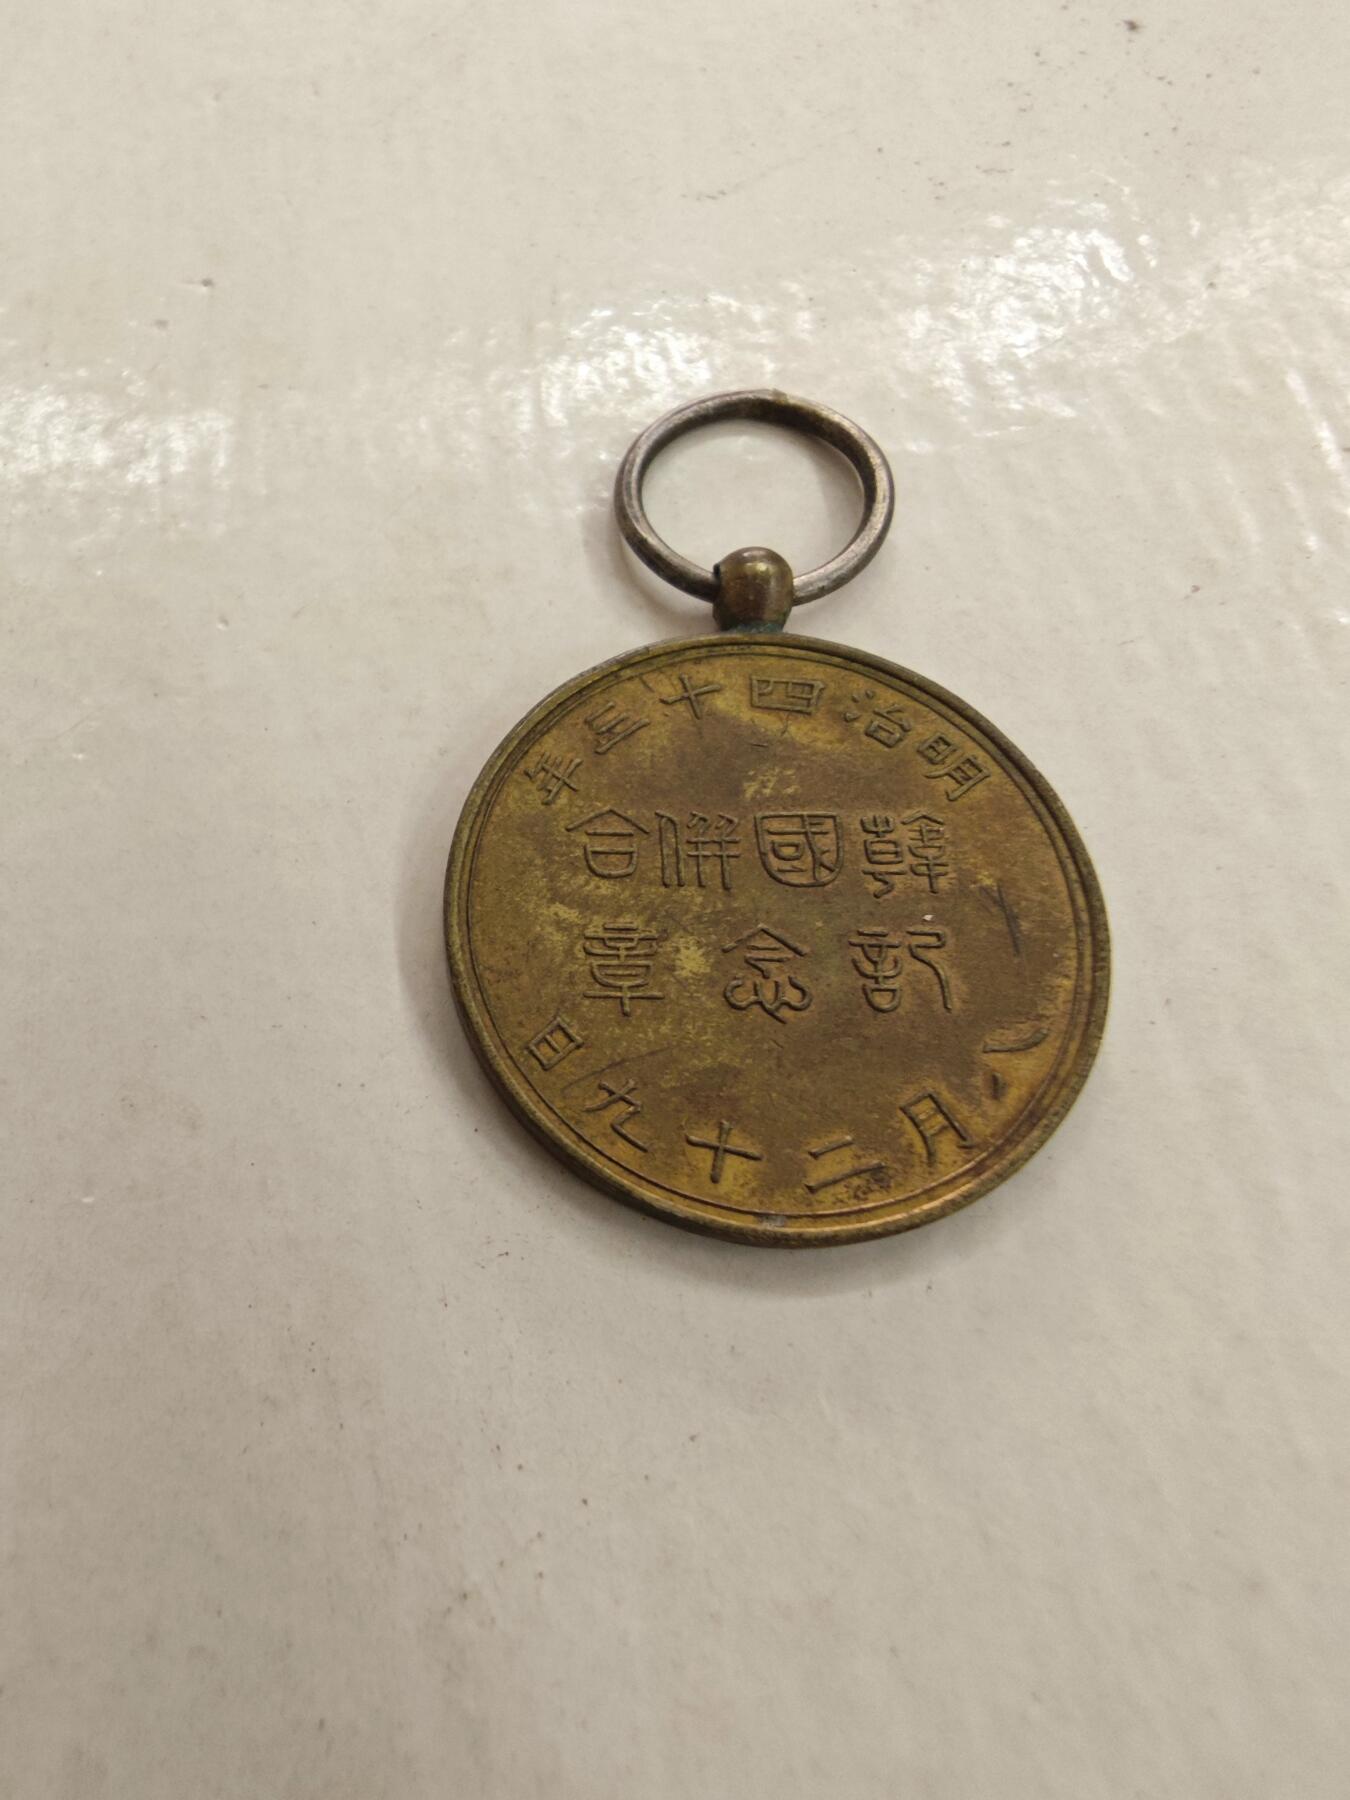 明治四十三年
韓國併合
記念章
八月二十九日